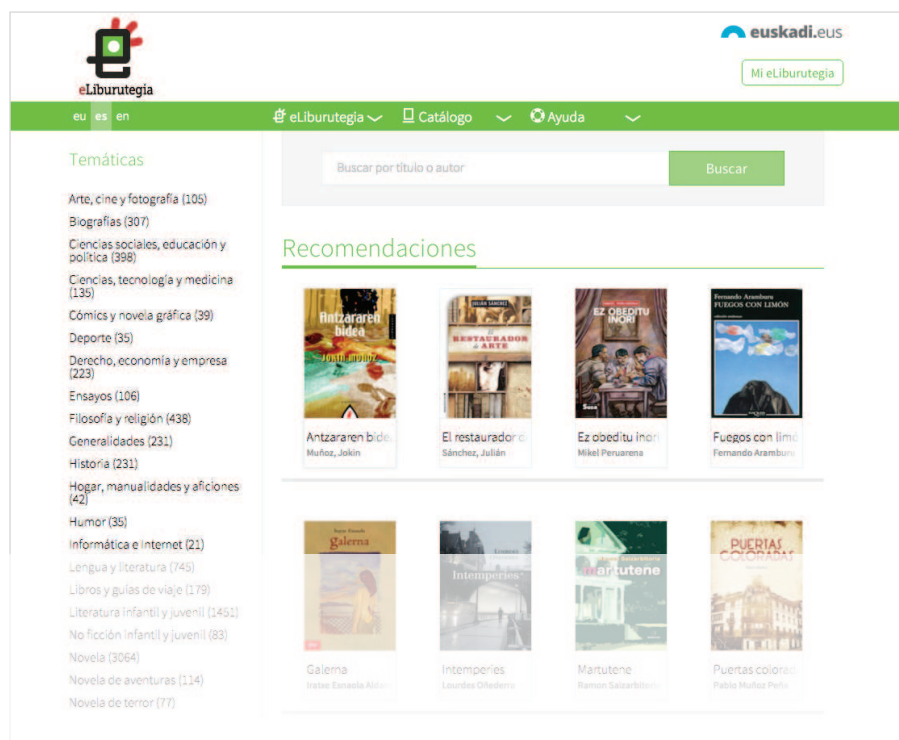 eLiburutegia
euskadi.eus
Mi eLiburutegia
eu es en
eLiburutegia
Catálogo
Ayuda
Temáticas
Arte, cine y fotografía (105)
Biografías (307)
Ciencias sociales, educación y
política (398)
Ciencias, tecnología y medicina
(135)
Cómics y novela gráfica (39)
Deporte (35)
Derecho, economía y empresa
(223)
Ensayos (106)
Filosofía y religión (438)
Generalidades (231)
Historia (231)
Hogar, manualidades y aficiones
(42)
Humor (35)
Informática e Internet (21)
Lengua y literatura (745)
Libros y guías de viaje (179)
Literatura infantil y juvenil (1451)
No ficción infantil y juvenil (83)
Novela (3064)
Novela de aventuras (114)
Novela de terror (77)
Buscar por título o autor
Buscar
Recomendaciones
Antzararen
bidea
JOKIN MUÑOZ
JULIÁN SÁNCHEZ
El
RESTAURADOR
de ARTE
EZ OBEDITU
INORI
Susa
Fernando Aramburu
FUEGOS CON LIMÓN
Antzararen bide
Muñoz, Jokin
El restaurador
Sánchez, Julián
Ez obeditu inori
Mikel Peruarena
Fuegos con lim
Fernando Aramburu
galerna
Intemperies
martutene
PUERTAS
COLORADAS
Galerna
Intemperies
Lourdes Oñederra
Martutene
Ramon Saizarbitoria
Puertas colorad
Pablo Muñoz Peña